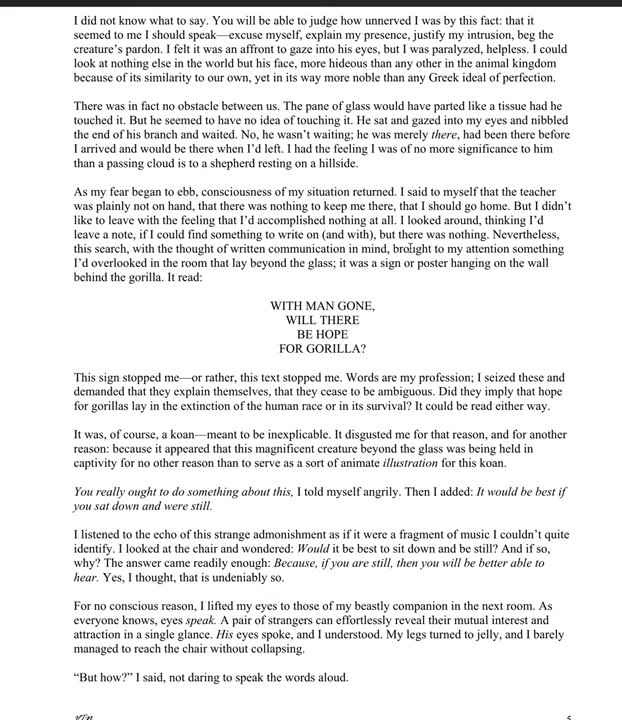 I did not know what to say. You will be able to judge how unnerved I was by this fact: that it
seemed to me I should speak—excuse myself, explain my presence, justify my intrusion, beg the
creature's pardon. I felt it was an affront to gaze into his eyes, but I was paralyzed, helpless. I could
look at nothing else in the world but his face, more hideous than any other in the animal kingdom
because of its similarity to our own, yet in its way more noble than any Greek ideal of perfection.
There was in fact no obstacle between us. The pane of glass would have parted like a tissue had he
touched it. But he seemed to have no idea of touching it. He sat and gazed into my eyes and nibbled
the end of his branch and waited. No, he wasn't waiting; he was merely there, had been there before
I arrived and would be there when I'd left. I had the feeling I was of no more significance to him
than a passing cloud is to a shepherd resting on a hillside.
As my fear began to ebb, consciousness of my situation returned. I said to myself that the teacher
was plainly not on hand, that there was nothing to keep me there, that I should go home. But I didn't
like to leave with the feeling that I'd accomplished nothing at all. I looked around, thinking I'd
leave a note, if I could find something to write on (and with), but there was nothing. Nevertheless,
this search, with the thought of written communication in mind, brought to my attention something
I'd overlooked in the room that lay beyond the glass; it was a sign or poster hanging on the wall
behind the gorilla. It read:
WITH MAN GONE,
WILL THERE
BE HOPE
FOR GORILLA?
This sign stopped me—or rather, this text stopped me. Words are my profession; I seized these and
demanded that they explain themselves, that they cease to be ambiguous. Did they imply that hope
for gorillas lay in the extinction of the human race or in its survival? It could be read either way.
It was, of course, a koan—meant to be inexplicable. It disgusted me for that reason, and for another
reason: because it appeared that this magnificent creature beyond the glass was being held in
captivity for no other reason than to serve as a sort of animate illustration for this koan.
You really ought to do something about this, I told myself angrily. Then I added: It would be best if
you sat down and were still.
I listened to the echo of this strange admonishment as if it were a fragment of music I couldn't quite
identify. I looked at the chair and wondered: Would it be best to sit down and be still? And if so,
why? The answer came readily enough: Because, if you are still, then you will be better able to
hear. Yes, I thought, that is undeniably so.
For no conscious reason, I lifted my eyes to those of my beastly companion in the next room. As
everyone knows, eyes speak. A pair of strangers can effortlessly reveal their mutual interest and
attraction in a single glance. His eyes spoke, and I understood. My legs turned to jelly, and I barely
managed to reach the chair without collapsing.
“But how?” I said, not daring to speak the words aloud.
5